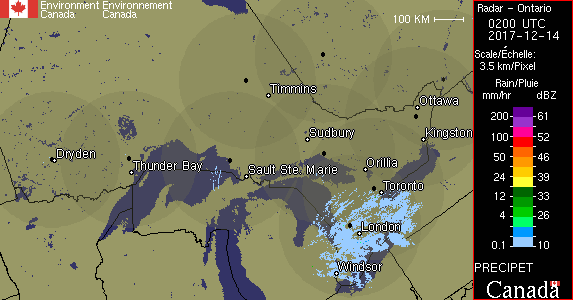 Environment Environnement
Canada Canada
100 KM
Timmins
Ottawa
Sudbury
Kingston
Dryden
Thunder Bay
Sault Ste. Marie
Orillia
Toronto
London
Windsor
Radar - Ontario
0200 UTC
2017-12-14
Scale/Échelle:
3.5 km/Pixel
Rain/Pluie
mm/hr dBZ
200 61
100 52
50 46
24 39
12 33
4 26
0.1 10
PRECIPET
Canada